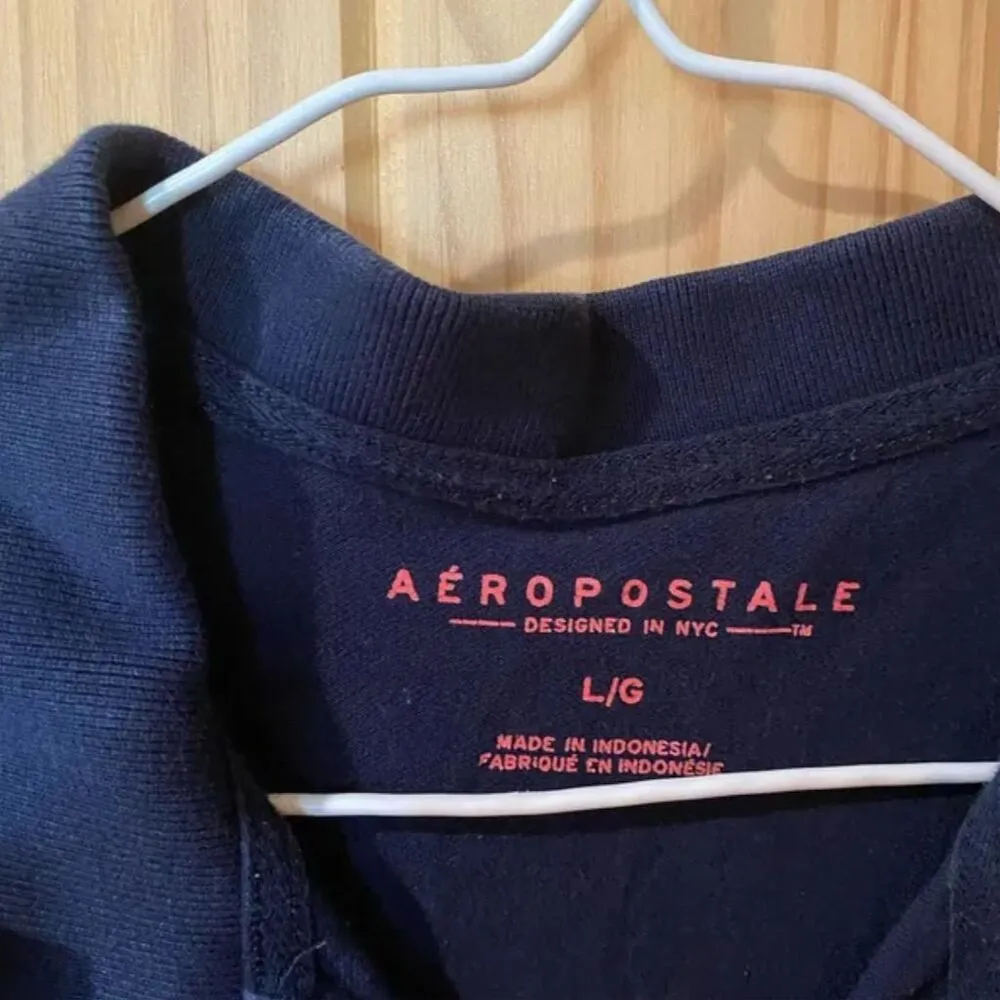 AÉROPOSTALE
DESIGNED IN NYC TM
L/G
MADE IN INDONESIA/
FABRIQUÉ EN INDONÉSIE